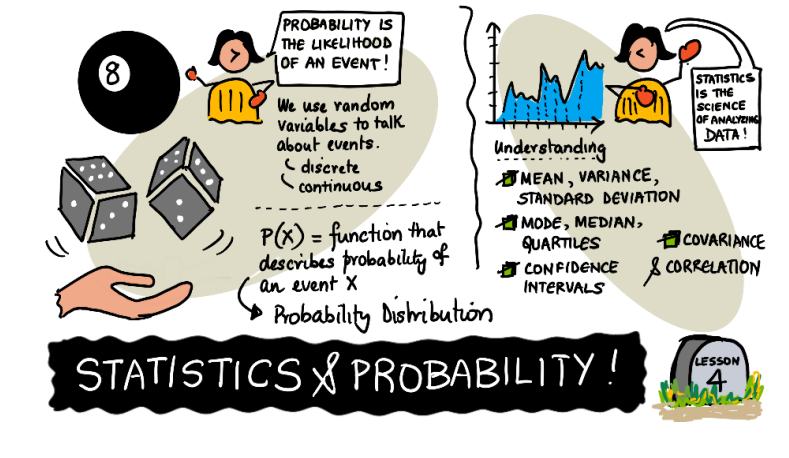 8
PROBABILITY IS
THE LIKELIHOOD
OF AN EVENT!
We use random
variables to talk
about events.
discrete
continuous
P(X) = function that
describes probability of
an event X
Probability Distribution
STATISTICS
IS THE
SCIENCE
OF ANALYZING
DATA!
Understanding
MEAN, VARIANCE,
STANDARD DEVIATION
MODE, MEDIAN,
QUARTILES
CONFIDENCE
INTERVALS
COVARIANCE
& CORRELATION
STATISTICS & PROBABILITY!
LESSON
4